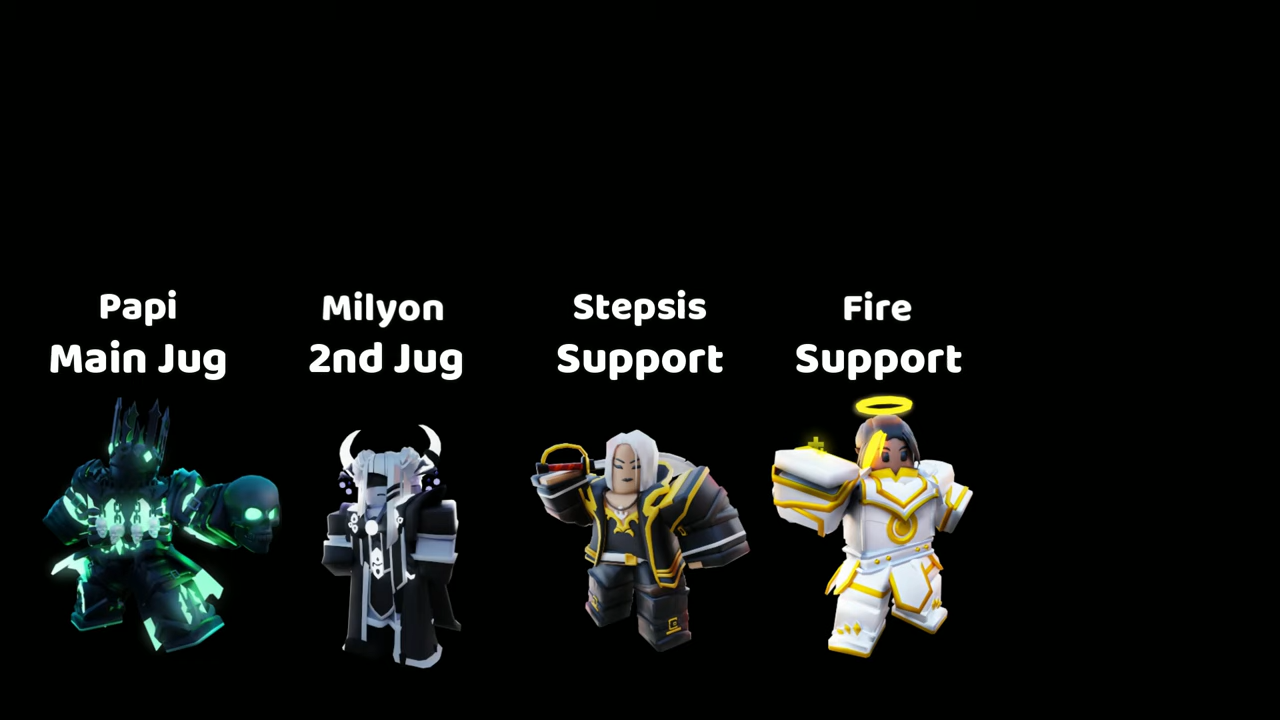 Papi
Main Jug
Milyon
2nd Jug
Stepsis
Support
Fire
Support